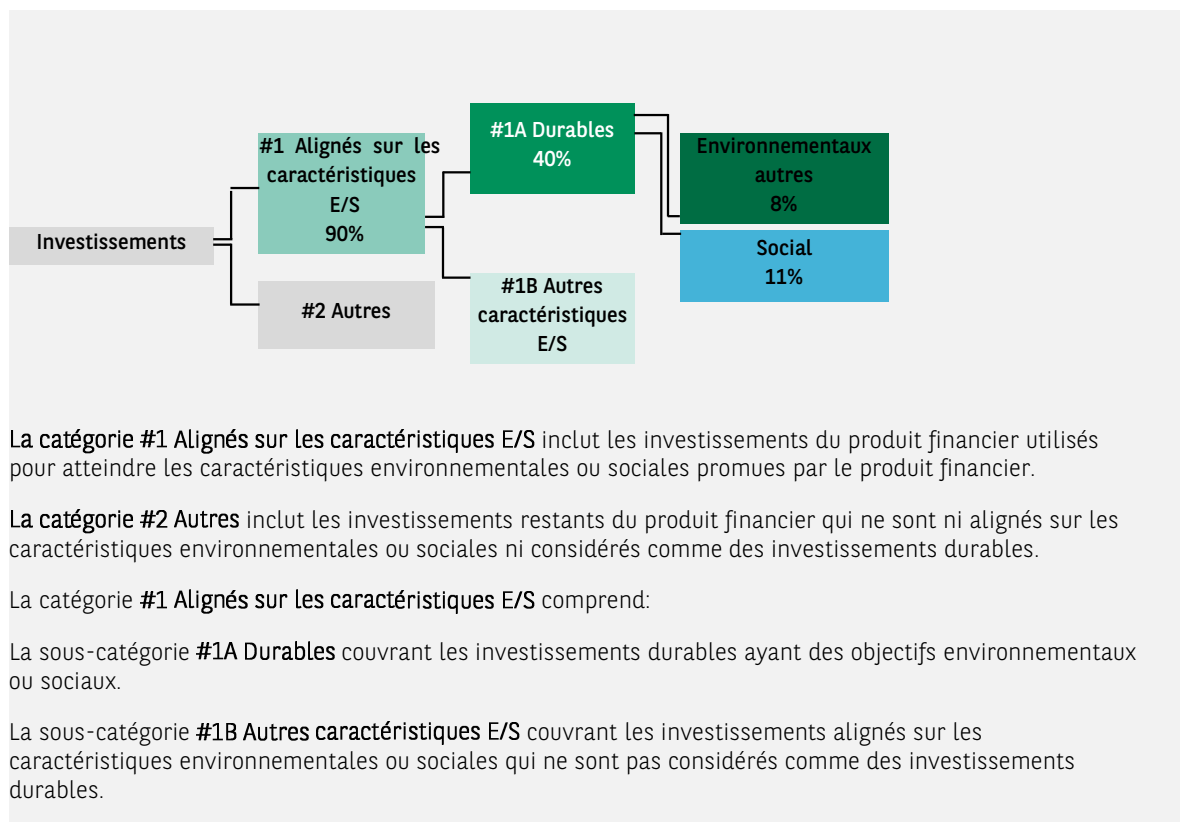 Investissements
#1 Alignés sur les
caractéristiques
E/S
90%
#2 Autres
#1A Durables
40%
#1B Autres
caractéristiques
E/S
Environnementaux
autres
8%
Social
11%
La catégorie #1 Alignés sur les caractéristiques E/S inclut les investissements du produit financier utilisés
pour atteindre les caractéristiques environnementales ou sociales promues par le produit financier.
La catégorie #2 Autres inclut les investissements restants du produit financier qui ne sont ni alignés sur les
caractéristiques environnementales ou sociales ni considérés comme des investissements durables.
La catégorie #1 Alignés sur les caractéristiques E/S comprend:
La sous-catégorie #1A Durables couvrant les investissements durables ayant des objectifs environnementaux
ou sociaux.
La sous-catégorie #1B Autres caractéristiques E/S couvrant les investissements alignés sur les
caractéristiques environnementales ou sociales qui ne sont pas considérés comme des investissements
durables.